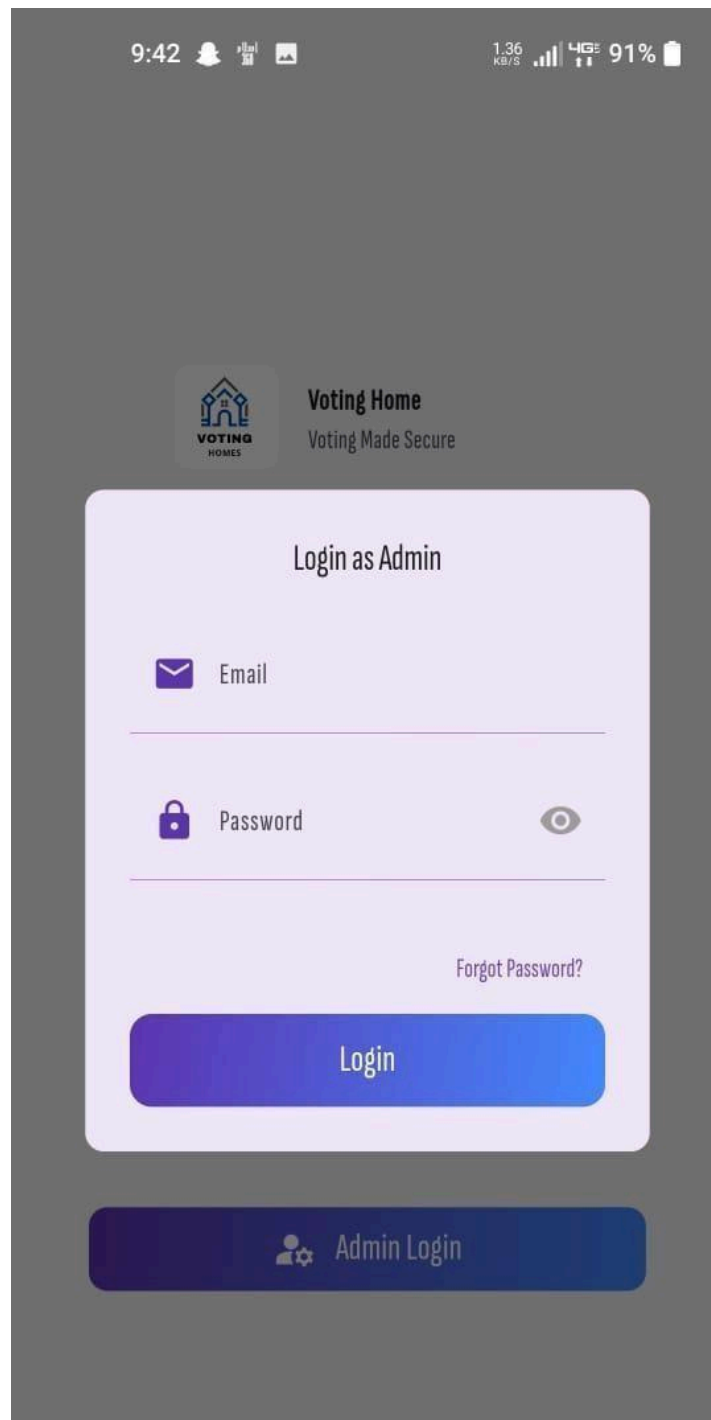 9:42
1.36
KB/S
4GE
91%
VOTING
HOMES
Voting Home
Voting Made Secure
Login as Admin
Email
Password
Forgot Password?
Login
Admin Login